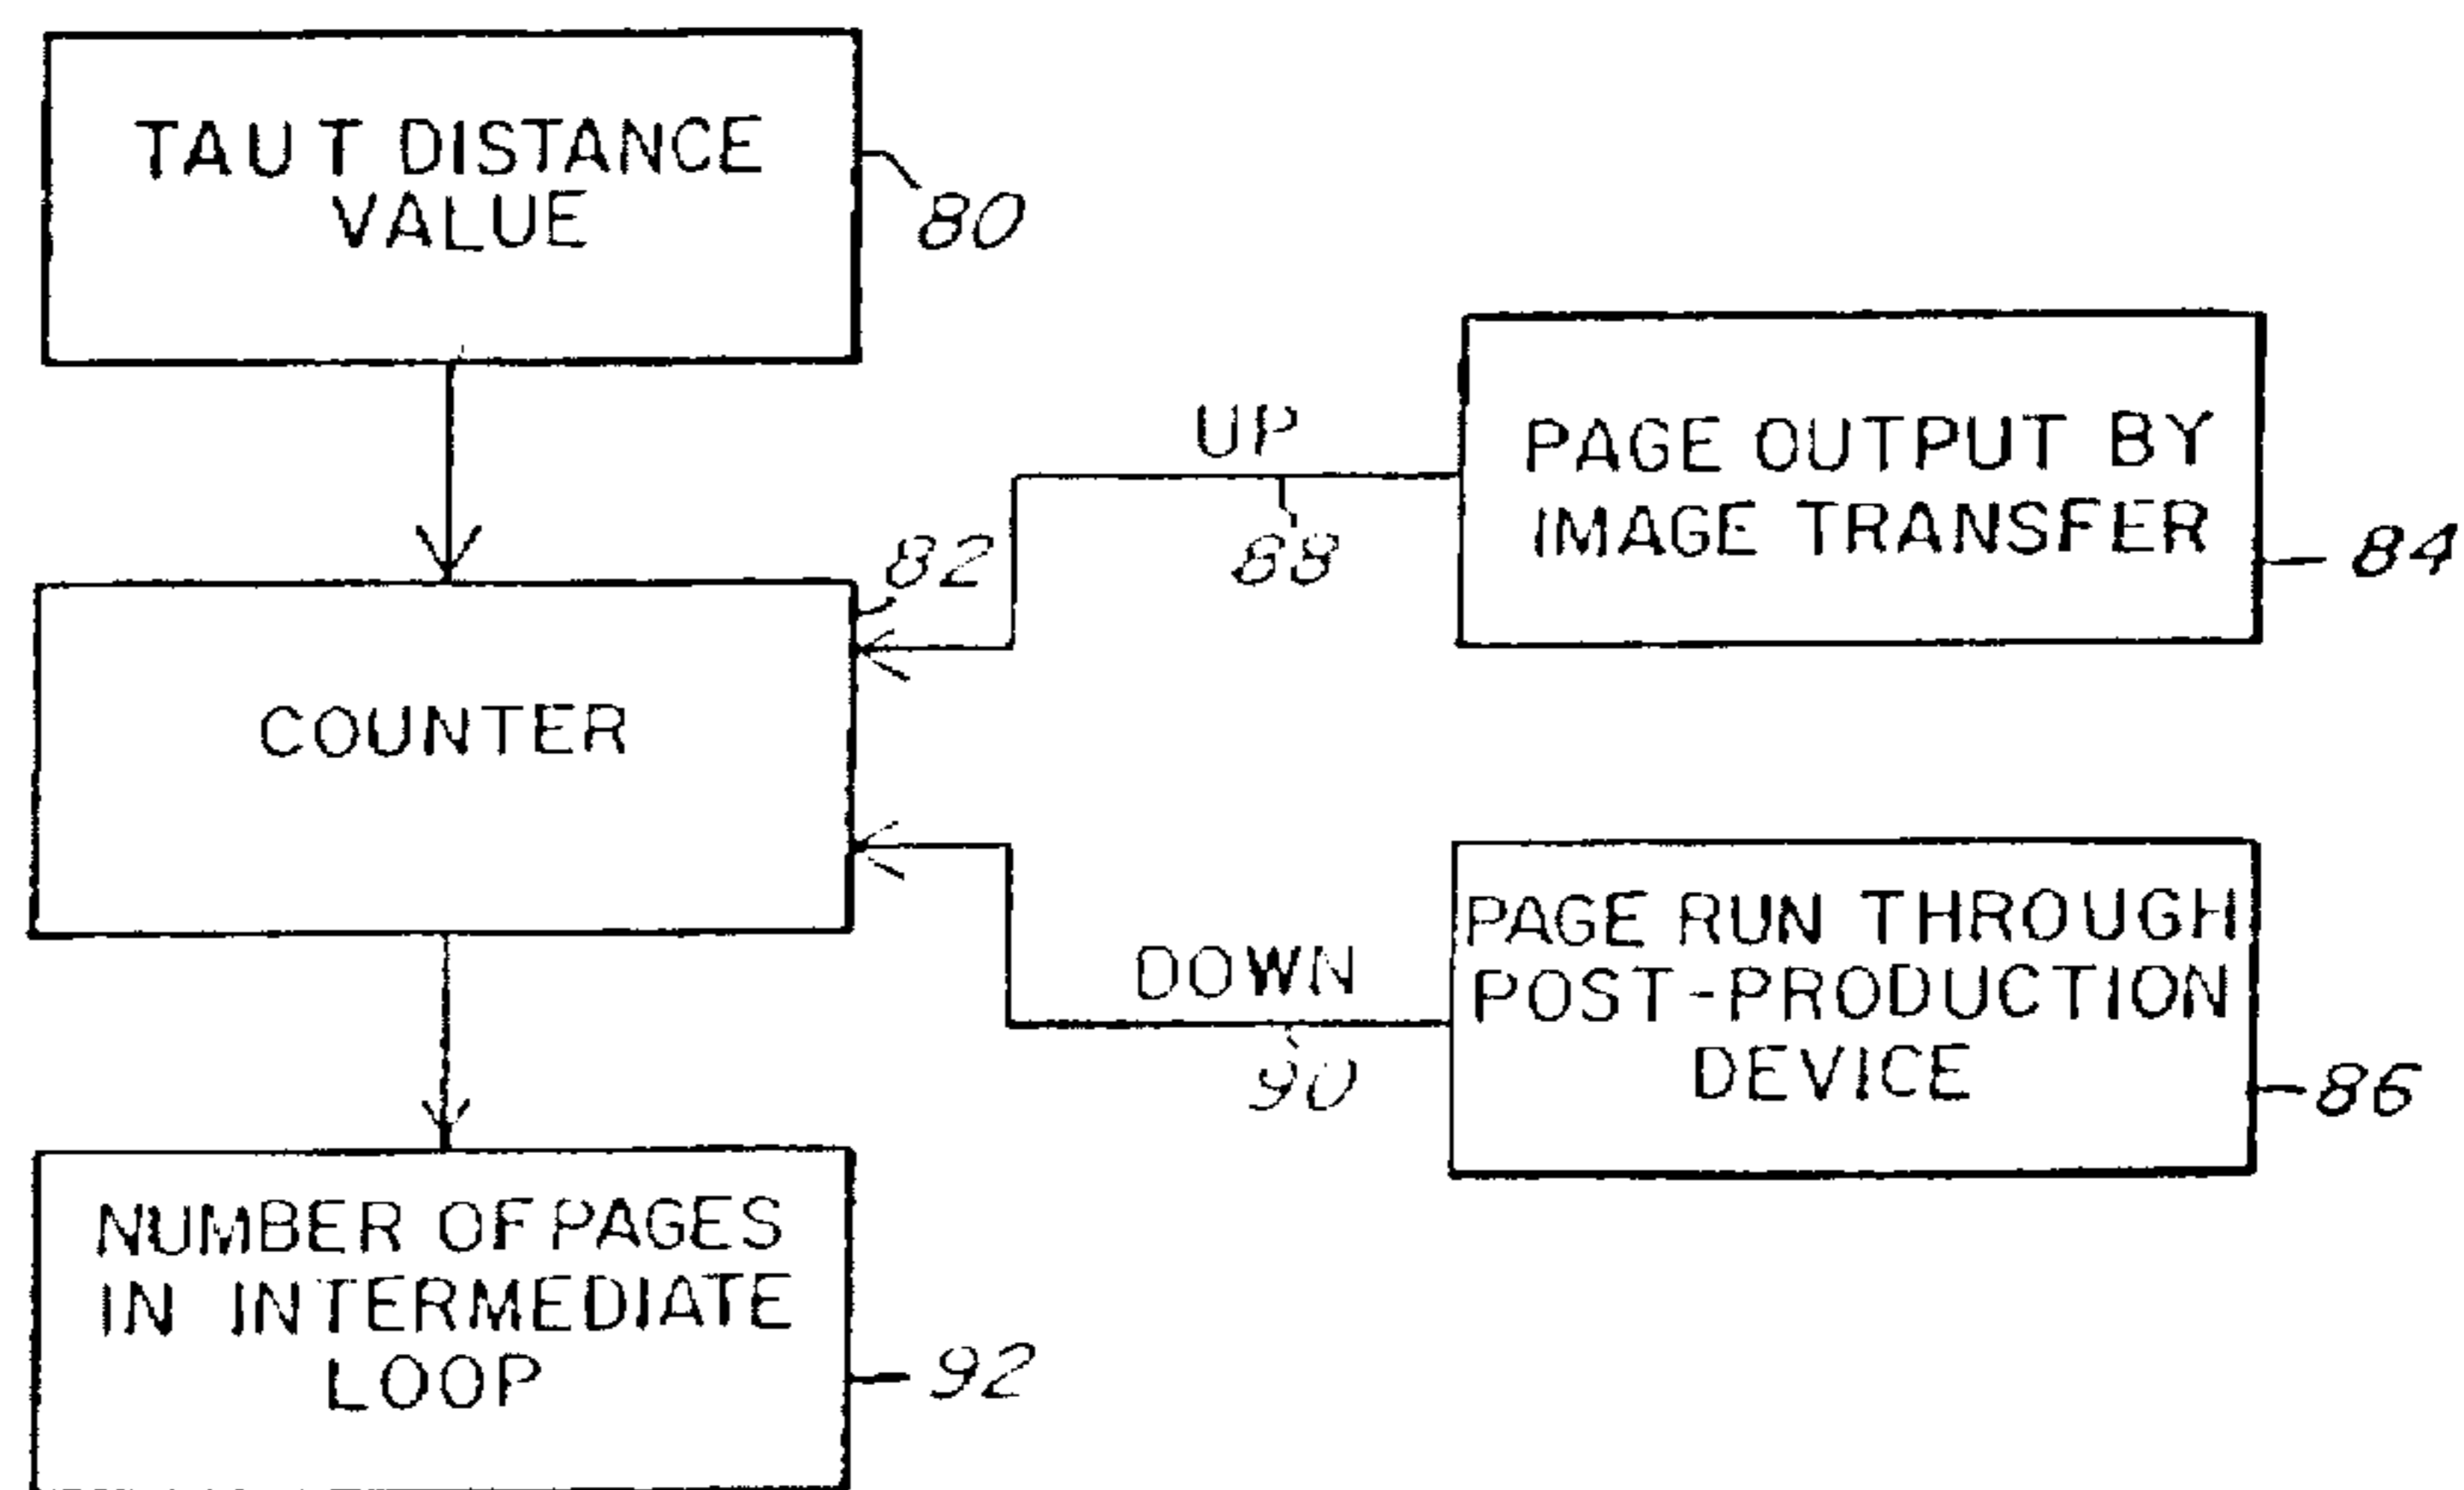 TAUT DISTANCE
VALUE
80
UP
88
PAGE OUTPUT BY
IMAGE TRANSFER
84
82
COUNTER
DOWN
90
PAGE RUN THROUGH
POST-PRODUCTION
DEVICE
86
NUMBER OF PAGES
IN INTERMEDIATE
LOOP
92